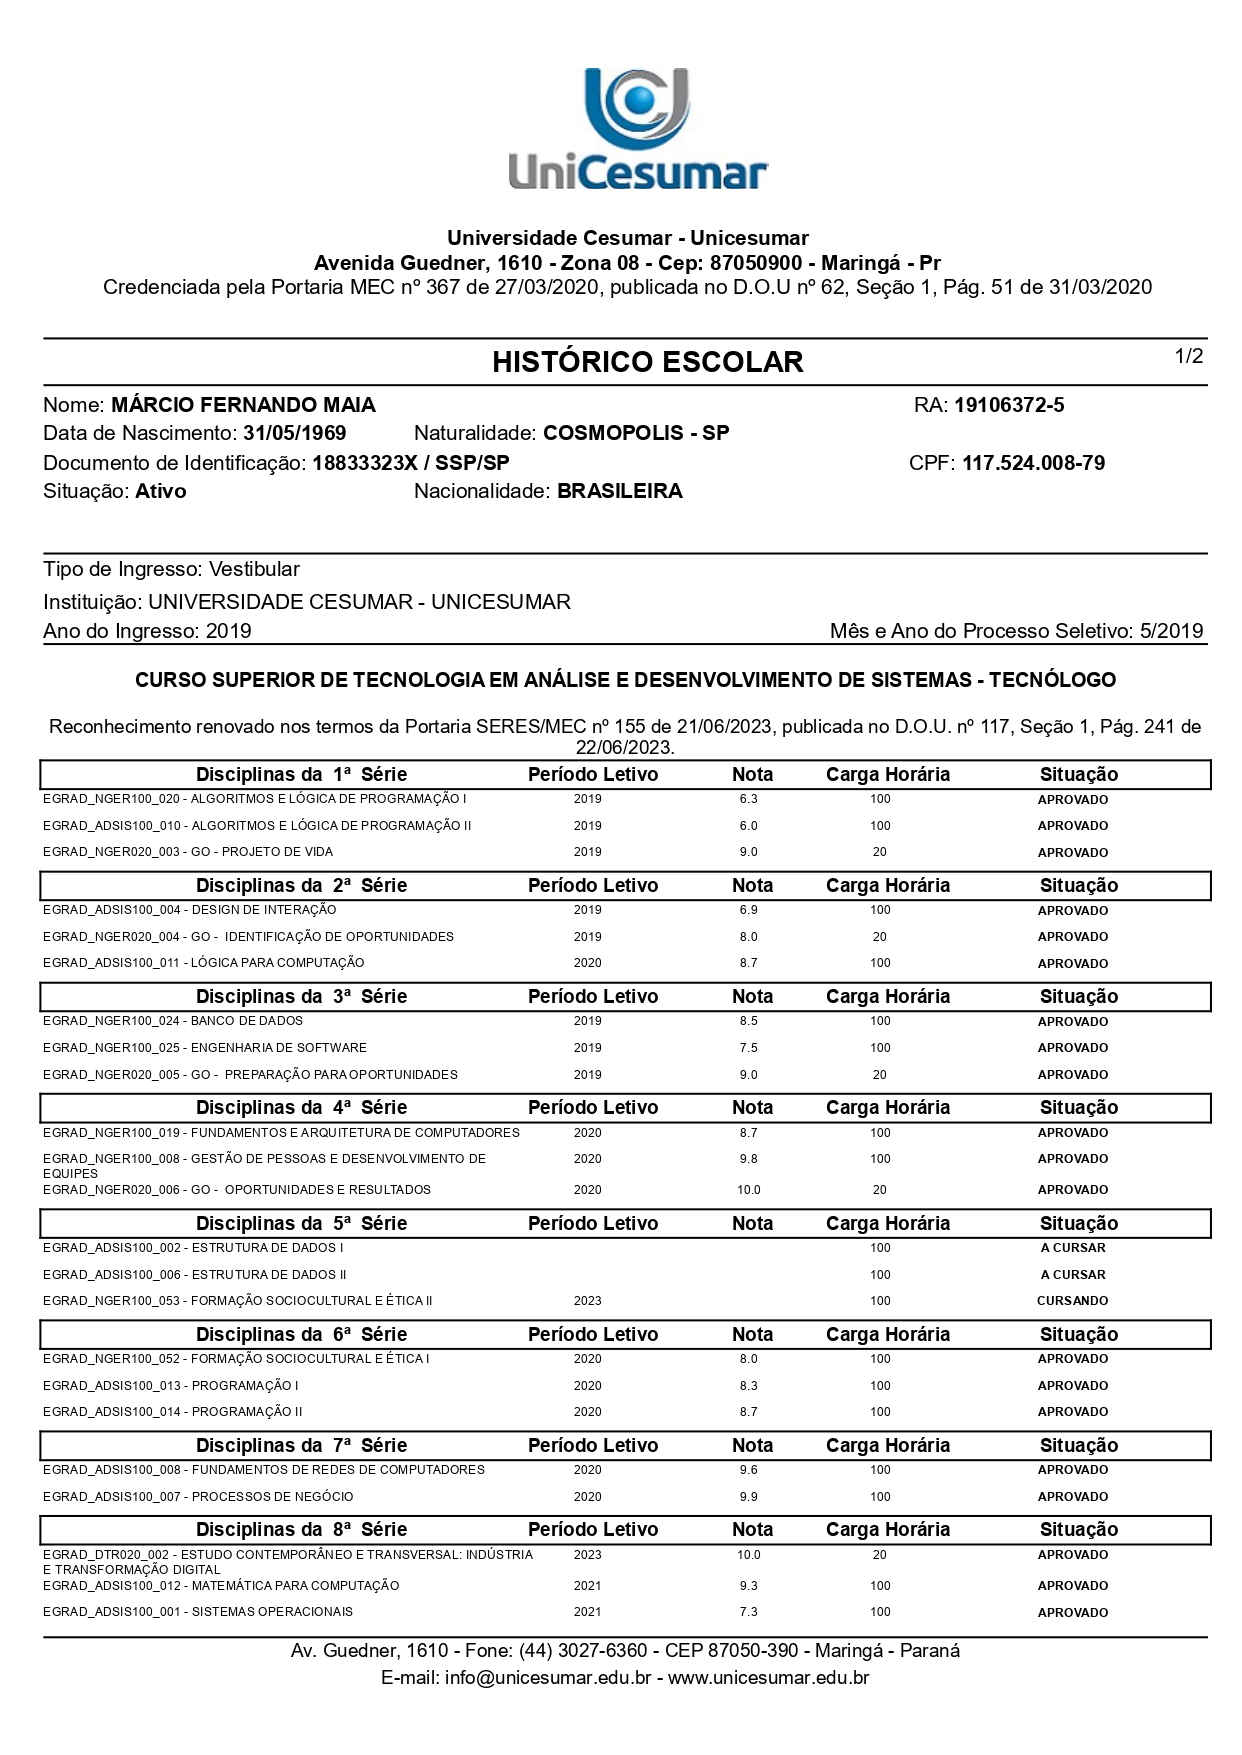 UniCesumar
Universidade Cesumar - Unicesumar
Avenida Guedner, 1610 - Zona 08 - Cep: 87050900 - Maringá - Pr
Credenciada pela Portaria MEC nº 367 de 27/03/2020, publicada no D.O.U nº 62, Seção 1, Pág. 51 de 31/03/2020
HISTÓRICO ESCOLAR 1/2
Nome: MÁRCIO FERNANDO MAIA RA: 19106372-5
Data de Nascimento: 31/05/1969 Naturalidade: COSMOPOLIS - SP
Documento de Identificação: 18833323X / SSP/SP CPF: 117.524.008-79
Situação: Ativo Nacionalidade: BRASILEIRA
Tipo de Ingresso: Vestibular
Instituição: UNIVERSIDADE CESUMAR - UNICESUMAR
Ano do Ingresso: 2019 Mês e Ano do Processo Seletivo: 5/2019
CURSO SUPERIOR DE TECNOLOGIA EM ANÁLISE E DESENVOLVIMENTO DE SISTEMAS - TECNÓLOGO
Reconhecimento renovado nos termos da Portaria SERES/MEC nº 155 de 21/06/2023, publicada no D.O.U. nº 117, Seção 1, Pág. 241 de
22/06/2023.
Disciplinas da 1ª Série Período Letivo Nota Carga Horária Situação
EGRAD_NGER100_020 - ALGORITMOS E LÓGICA DE PROGRAMAÇÃO I 2019 6.3 100 APROVADO
EGRAD_ADSIS100_010 - ALGORITMOS E LÓGICA DE PROGRAMAÇÃO II 2019 6.0 100 APROVADO
EGRAD_NGER020_003 - GO - PROJETO DE VIDA 2019 9.0 20 APROVADO
Disciplinas da 2ª Série Período Letivo Nota Carga Horária Situação
EGRAD_ADSIS100_004 - DESIGN DE INTERAÇÃO 2019 6.9 100 APROVADO
EGRAD_NGER020_004 - GO - IDENTIFICAÇÃO DE OPORTUNIDADES 2019 8.0 20 APROVADO
EGRAD_ADSIS100_011 - LÓGICA PARA COMPUTAÇÃO 2020 8.7 100 APROVADO
Disciplinas da 3ª Série Período Letivo Nota Carga Horária Situação
EGRAD_NGER100_024 - BANCO DE DADOS 2019 8.5 100 APROVADO
EGRAD_NGER100_025 - ENGENHARIA DE SOFTWARE 2019 7.5 100 APROVADO
EGRAD_NGER020_005 - GO - PREPARAÇÃO PARA OPORTUNIDADES 2019 9.0 20 APROVADO
Disciplinas da 4ª Série Período Letivo Nota Carga Horária Situação
EGRAD_NGER100_019 - FUNDAMENTOS E ARQUITETURA DE COMPUTADORES 2020 8.7 100 APROVADO
EGRAD_NGER100_008 - GESTÃO DE PESSOAS E DESENVOLVIMENTO DE 2020 9.8 100 APROVADO
EQUIPES
EGRAD_NGER020_006 - GO - OPORTUNIDADES E RESULTADOS 2020 10.0 20 APROVADO
Disciplinas da 5ª Série Período Letivo Nota Carga Horária Situação
EGRAD_ADSIS100_002 - ESTRUTURA DE DADOS I 100 A CURSAR
EGRAD_ADSIS100_006 - ESTRUTURA DE DADOS II 100 A CURSAR
EGRAD_NGER100_053 - FORMAÇÃO SOCIOCULTURAL E ÉTICA II 2023 100 CURSANDO
Disciplinas da 6ª Série Período Letivo Nota Carga Horária Situação
EGRAD_NGER100_052 - FORMAÇÃO SOCIOCULTURAL E ÉTICA I 2020 8.0 100 APROVADO
EGRAD_ADSIS100_013 - PROGRAMAÇÃO I 2020 8.3 100 APROVADO
EGRAD_ADSIS100_014 - PROGRAMAÇÃO II 2020 8.7 100 APROVADO
Disciplinas da 7ª Série Período Letivo Nota Carga Horária Situação
EGRAD_ADSIS100_008 - FUNDAMENTOS DE REDES DE COMPUTADORES 2020 9.6 100 APROVADO
EGRAD_ADSIS100_007 - PROCESSOS DE NEGÓCIO 2020 9.9 100 APROVADO
Disciplinas da 8ª Série Período Letivo Nota Carga Horária Situação
EGRAD_DTR020_002 - ESTUDO CONTEMPORÂNEO E TRANSVERSAL: INDÚSTRIA 2023 10.0 20 APROVADO
E TRANSFORMAÇÃO DIGITAL
EGRAD_ADSIS100_012 - MATEMÁTICA PARA COMPUTAÇÃO 2021 9.3 100 APROVADO
EGRAD_ADSIS100_001 - SISTEMAS OPERACIONAIS 2021 7.3 100 APROVADO
Av. Guedner, 1610 - Fone: (44) 3027-6360 - CEP 87050-390 - Maringá - Paraná
E-mail: info@unicesumar.edu.br - www.unicesumar.edu.br